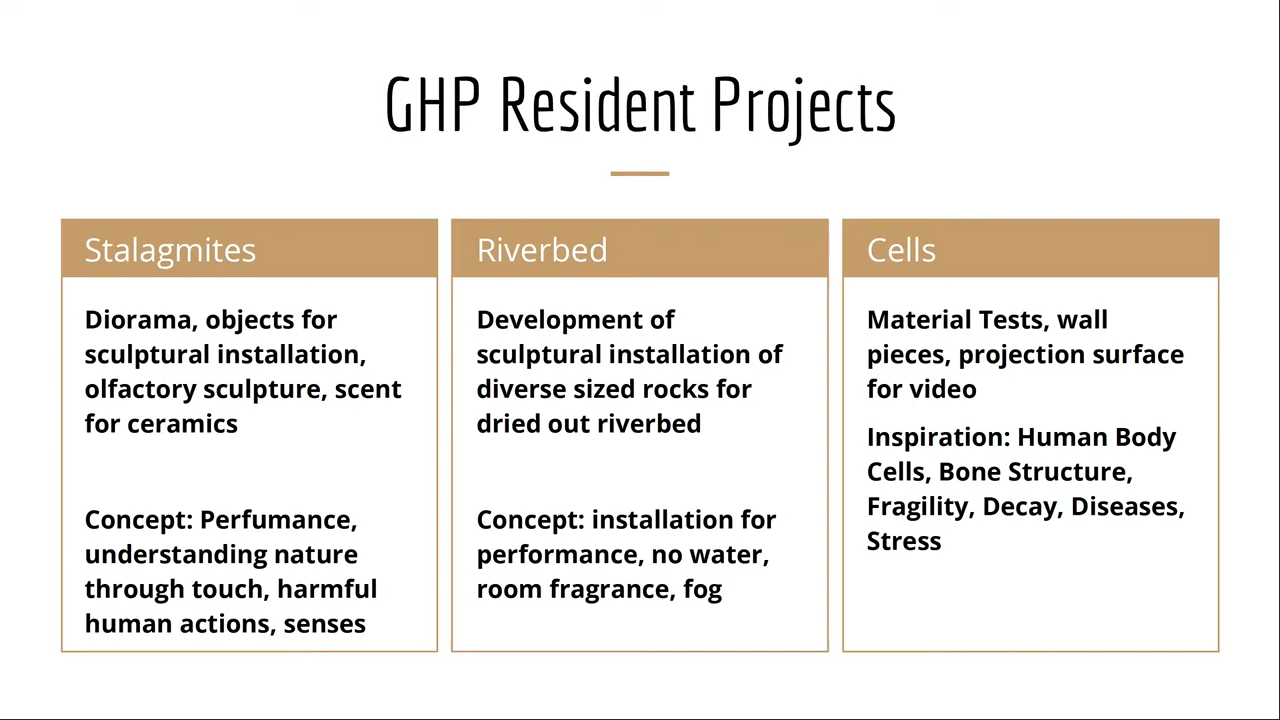 GHP Resident Projects
Stalagmites
Diorama, objects for
sculptural installation,
olfactory sculpture, scent
for ceramics
Concept: Perfumance,
understanding nature
through touch, harmful
human actions, senses
Riverbed
Development of
sculptural installation of
diverse sized rocks for
dried out riverbed
Concept: installation for
performance, no water,
room fragrance, fog
Cells
Material Tests, wall
pieces, projection surface
for video
Inspiration: Human Body
Cells, Bone Structure,
Fragility, Decay, Diseases,
Stress